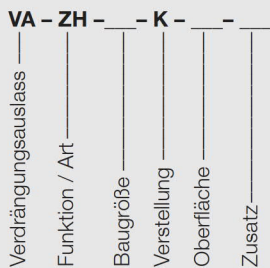 VA – ZH –___– K – ___– ___
Verdrängungsauslass
Funktion / Art
Baugröße
Verstellung
Oberfläche
Zusatz